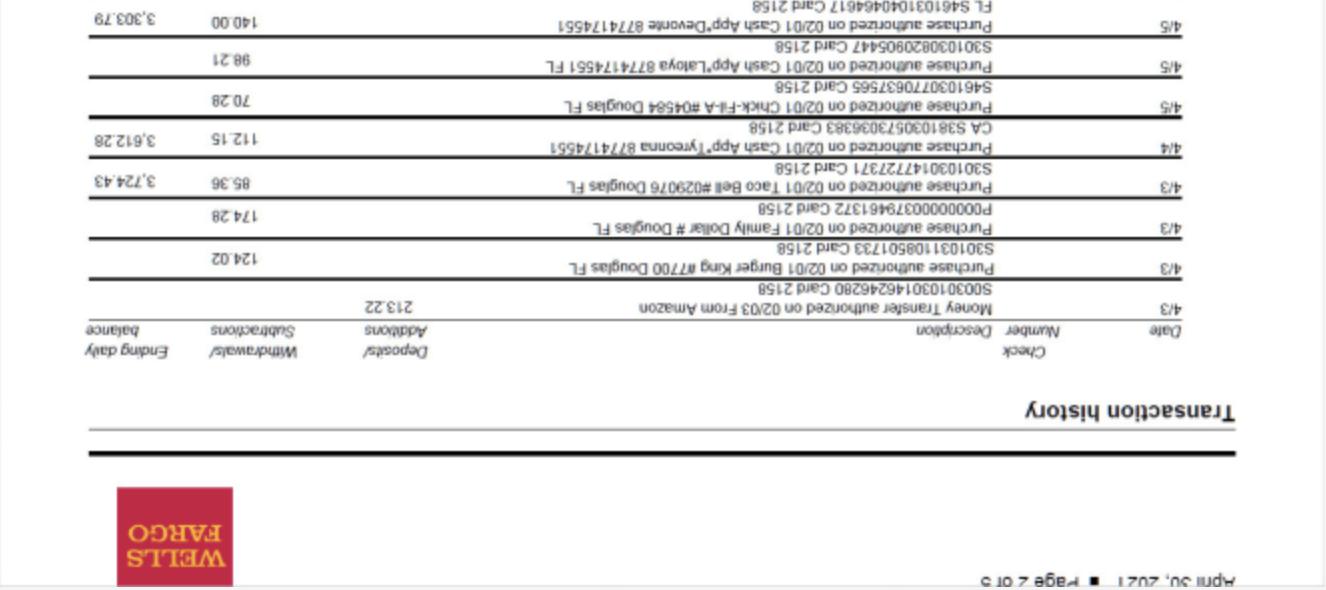 April 30, 2021 ■ Page 2 of 5
WELLS
FARGO
Transaction history
Check Deposits/ Withdrawals/ Ending daily
Date Number Description Additions Subtractions balance
4/3 Money Transfer authorized on 03/02 From Amazon 213.22
Card 2158
4/3 Purchase authorized on 02/01 Burger King #7700 Douglas FL 124.02
S301031108501733 Card 2158
4/3 Purchase authorized on 02/01 Family Dollar # Douglas FL 174.28
P00000000379461372 Card 2158
4/3 Purchase authorized on 02/01 Taco Bell #029076 Douglas FL 85.36 3,724.43
S301030147727371 Card 2158
4/4 Purchase authorized on 02/01 Cash App*Tyreonna 8774174551 112.15 3,612.28
CA S381030573036383 Card 2158
4/5 Purchase authorized on 02/01 Chick-Fil-A #04584 Douglas FL 70.28
S461030770637565 Card 2158
4/5 Purchase authorized on 02/01 Cash App*Latoya 8774174551 FL 98.21
S301030820905447 Card 2158
4/5 Purchase authorized on 02/01 Cash App*Devonte 8774174551 140.00 3,303.79
FL S461031040464617 Card 2158